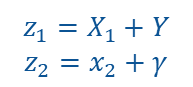 z₁ = X₁ + Y
z₂ = x₂ + γ